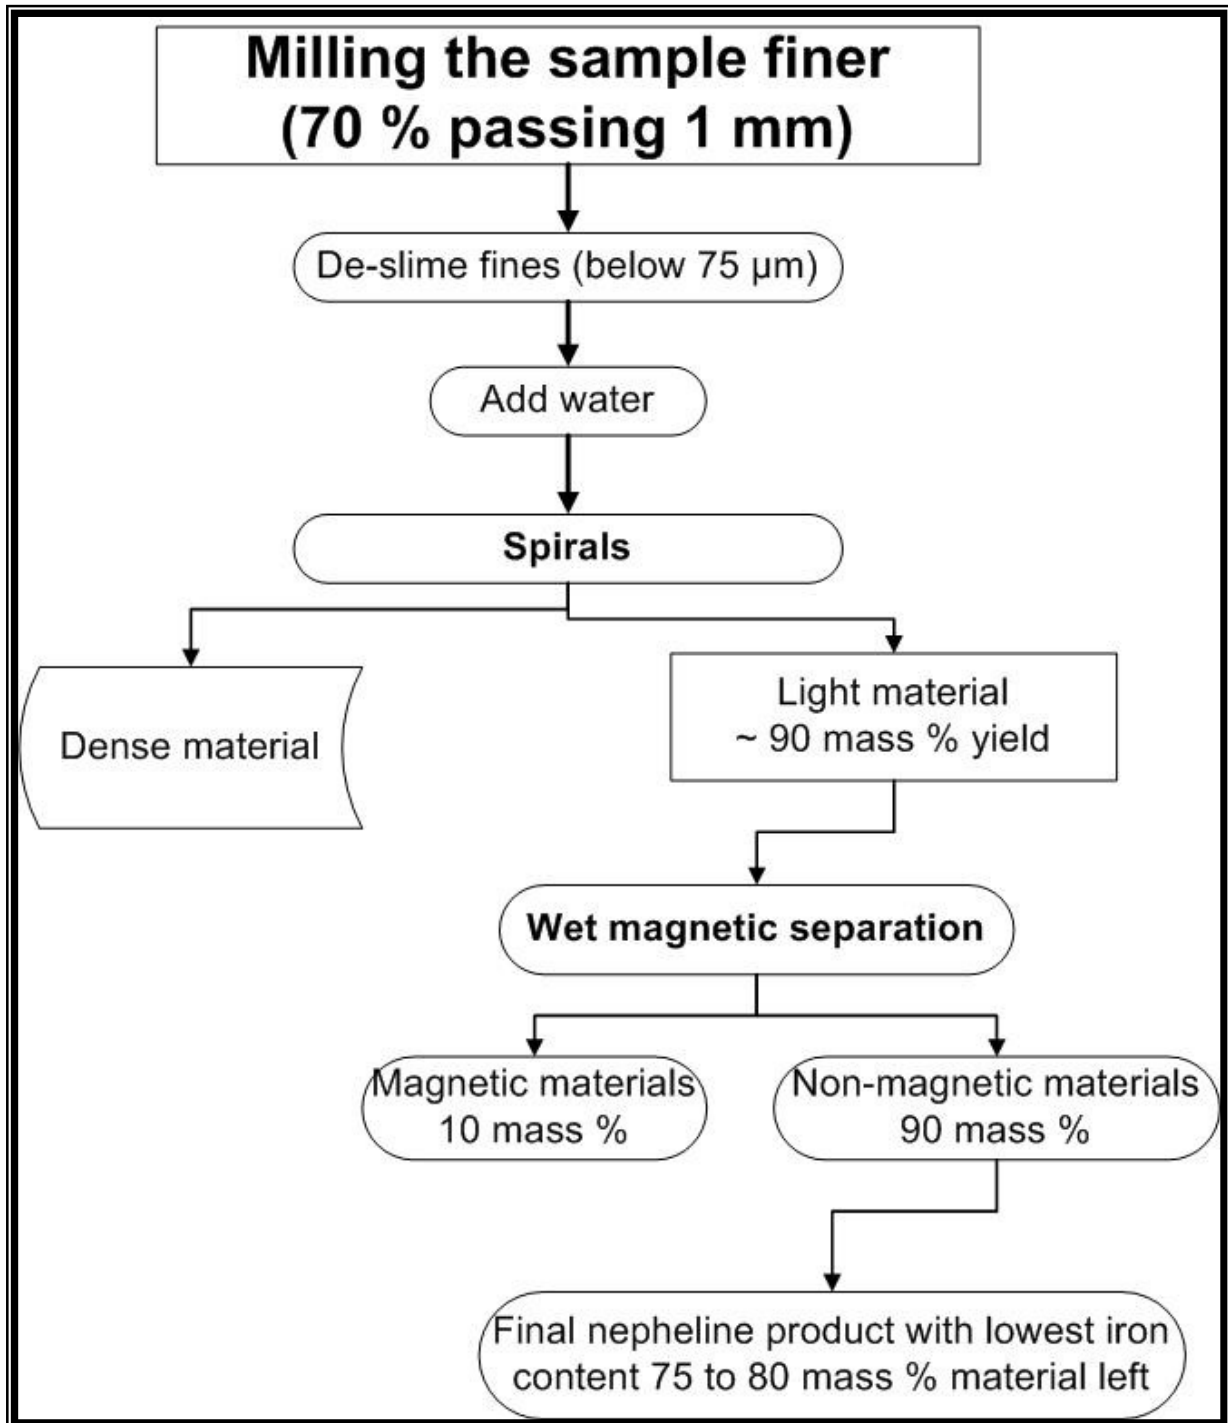 Milling the sample finer
(70 % passing 1 mm)
De-slime fines (below 75 µm)
Add water
Spirals
Dense material
Light material
~ 90 mass % yield
Wet magnetic separation
Magnetic materials
10 mass %
Non-magnetic materials
90 mass %
Final nepheline product with lowest iron
content 75 to 80 mass % material left